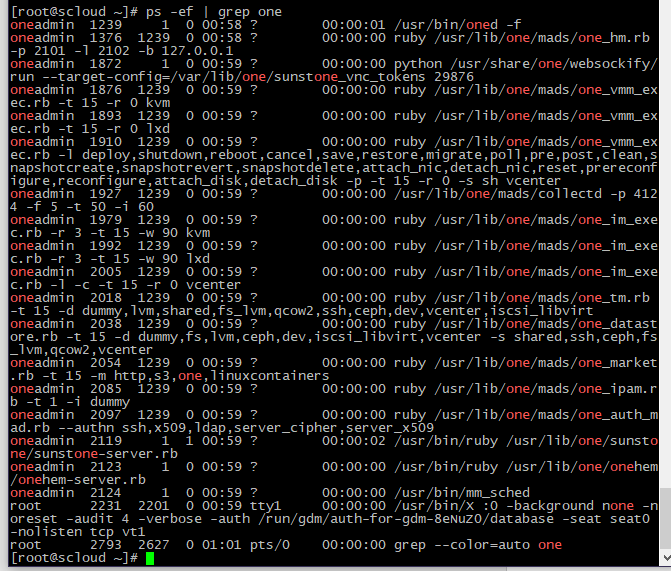 [root@scloud ~]# ps -ef | grep one
oneadmin  1239     1  0 00:58 ?        00:00:01 /usr/bin/oned -f
oneadmin  1376  1239  0 00:58 ?        00:00:00 ruby /usr/lib/one/mads/one_hm.rb
-p 2101 -l 2102 -b 127.0.0.1
oneadmin  1872     1  0 00:59 ?        00:00:00 python /usr/share/one/websockify/
run --target-config=/var/lib/one/sunstone_vnc_tokens 29876
oneadmin  1876  1239  0 00:59 ?        00:00:00 ruby /usr/lib/one/mads/one_vmm_ex
ec.rb -t 15 -r 0 kvm
oneadmin  1893  1239  0 00:59 ?        00:00:00 ruby /usr/lib/one/mads/one_vmm_ex
ec.rb -t 15 -r 0 lxd
oneadmin  1910  1239  0 00:59 ?        00:00:00 ruby /usr/lib/one/mads/one_vmm_ex
ec.rb -l deploy,shutdown,reboot,cancel,save,restore,migrate,poll,pre,post,clean,s
napshotcreate,snapshotrevert,snapshotdelete,attach_nic,detach_nic,reset,prereconf
igure,reconfigure,attach_disk,detach_disk -p -t 15 -r 0 -s sh vcenter
oneadmin  1927  1239  0 00:59 ?        00:00:00 /usr/lib/one/mads/collectd -p 412
4 -f 5 -t 50 -i 60
oneadmin  1979  1239  0 00:59 ?        00:00:00 ruby /usr/lib/one/mads/one_im_exe
c.rb -r 3 -t 15 -w 90 kvm
oneadmin  1992  1239  0 00:59 ?        00:00:00 ruby /usr/lib/one/mads/one_im_exe
c.rb -r 3 -t 15 -w 90 lxd
oneadmin  2005  1239  0 00:59 ?        00:00:00 ruby /usr/lib/one/mads/one_im_exe
c.rb -l -c -t 15 -r 0 vcenter
oneadmin  2018  1239  0 00:59 ?        00:00:00 ruby /usr/lib/one/mads/one_tm.rb
-t 15 -d dummy,lvm,shared,fs_lvm,qcow2,ssh,ceph,dev,vcenter,iscsi_libvirt
oneadmin  2038  1239  0 00:59 ?        00:00:00 ruby /usr/lib/one/mads/one_datast
ore.rb -t 15 -d dummy,fs,lvm,ceph,dev,iscsi_libvirt,vcenter -s shared,ssh,ceph,fs
_lvm,qcow2,vcenter
oneadmin  2054  1239  0 00:59 ?        00:00:00 ruby /usr/lib/one/mads/one_market
.rb -t 15 -m http,s3,one,linuxcontainers
oneadmin  2085  1239  0 00:59 ?        00:00:00 ruby /usr/lib/one/mads/one_ipam.r
b -t 1 -i dummy
oneadmin  2097  1239  0 00:59 ?        00:00:00 ruby /usr/lib/one/mads/one_auth_m
ad.rb --authn ssh,x509,ldap,server_cipher,server_x509
oneadmin  2119     1  1 00:59 ?        00:00:02 /usr/bin/ruby /usr/lib/one/sunsto
ne/sunstone-server.rb
oneadmin  2123     1  0 00:59 ?        00:00:00 /usr/bin/ruby /usr/lib/one/onehem
/onehem-server.rb
oneadmin  2124     1  0 00:59 ?        00:00:00 /usr/bin/mm_sched
root      2231  2201  0 00:59 tty1     00:00:00 /usr/bin/X :0 -background none -n
oreset -audit 4 -verbose -auth /run/gdm/auth-for-gdm-8eNuZ0/database -seat seat0
-nolisten tcp vt1
root      2793  2627  0 01:01 pts/0    00:00:00 grep --color=auto one
[root@scloud ~]#